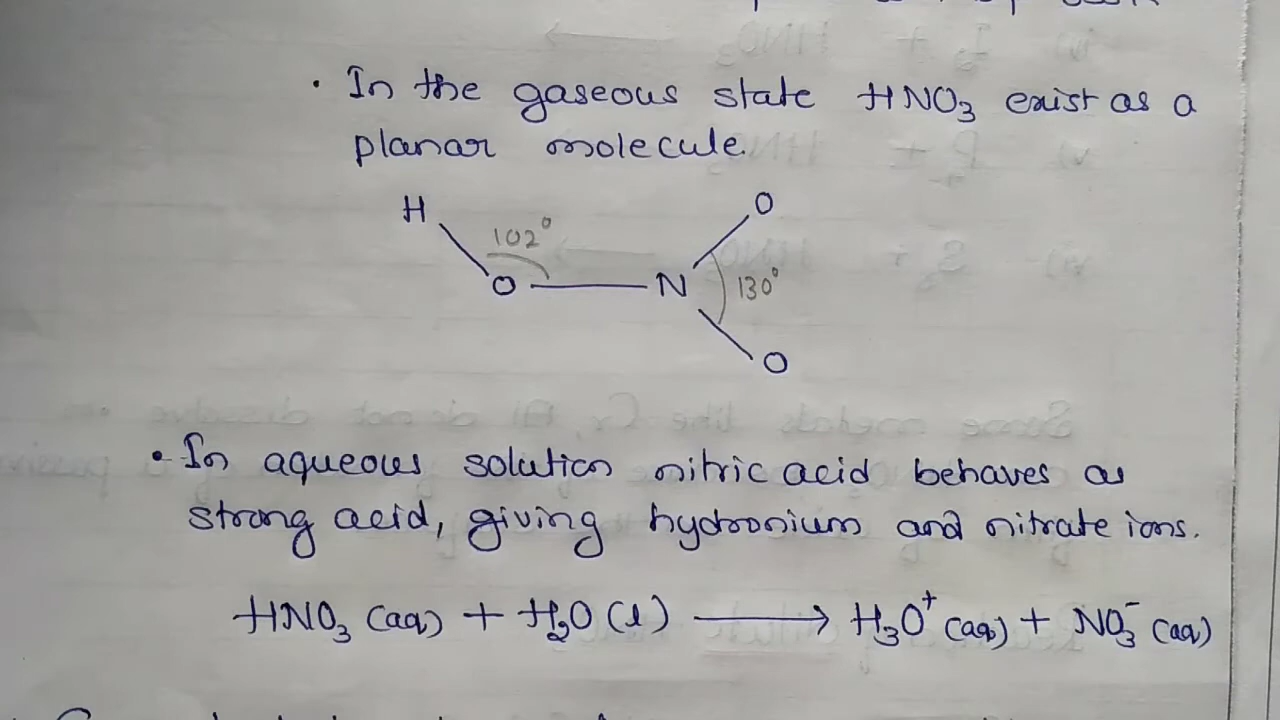 · In the gaseous state HNO₃ exist as a
planar molecule.
H
O
102°
O
N
130°
O
• In aqueous solution nitric acid behaves as
strong acid, giving hydronium and nitrate ions.
HNO₃ (aq) + H₂O (l) ⟶ H₃O⁺ (aq) + NO₃⁻ (aq)